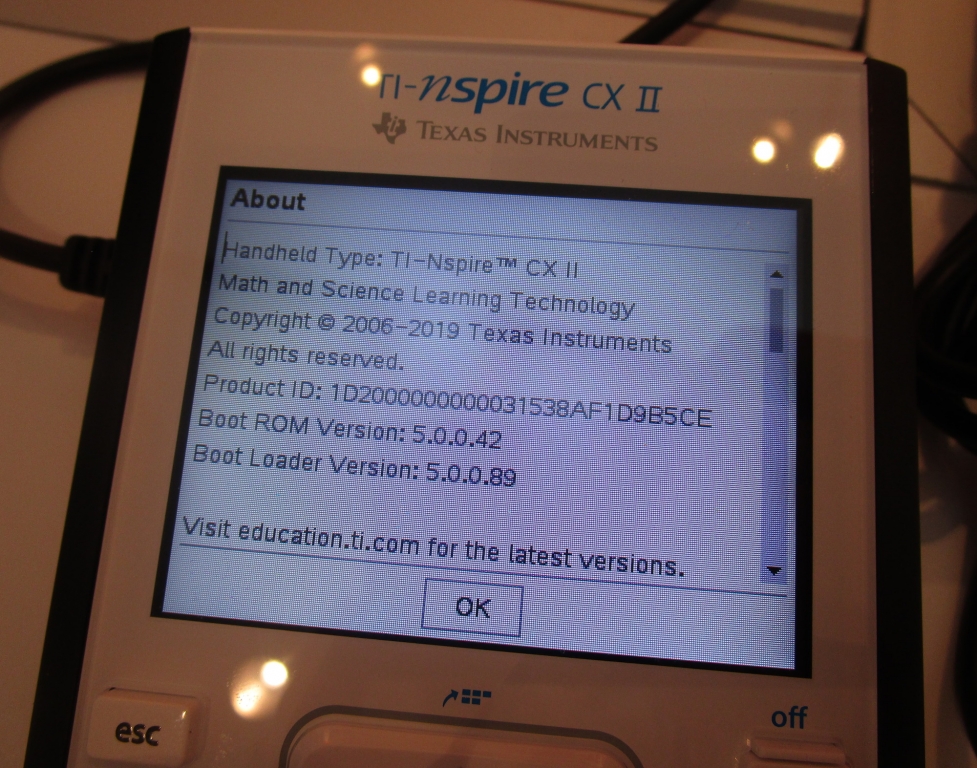 TI-nspire CX II
TEXAS INSTRUMENTS
About
Handheld Type: TI-Nspire™ CX II
Math and Science Learning Technology
Copyright © 2006-2019 Texas Instruments
All rights reserved.
Product ID: 1D2000000000031538AF1D9B5CE
Boot ROM Version: 5.0.0.42
Boot Loader Version: 5.0.0.89
Visit education.ti.com for the latest versions.
OK
esc
off